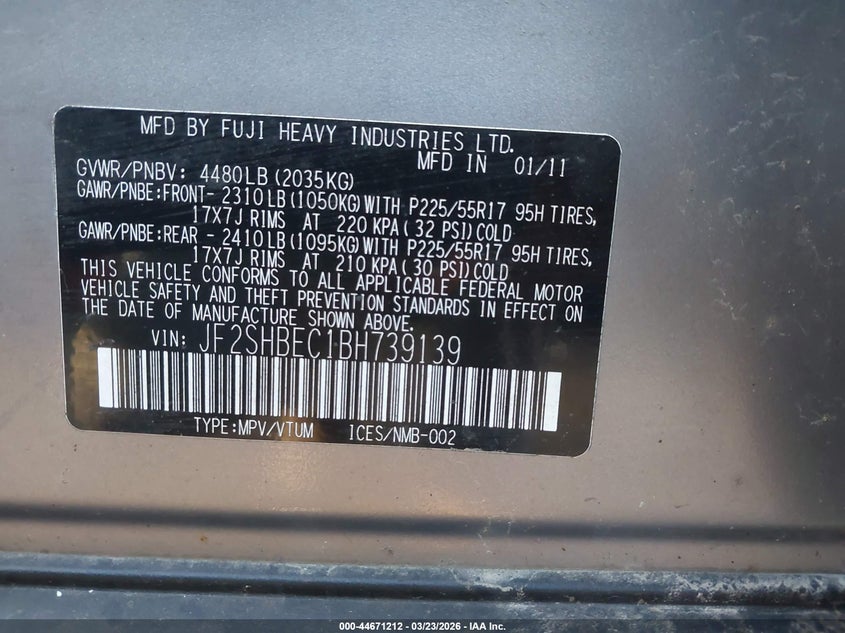 MFD BY FUJI HEAVY INDUSTRIES LTD.
MFD IN 01/11
GVWR/PNBV: 4480LB (2035KG)
GAWR/PNBE:FRONT- 2310LB (1050KG) WITH P225/55R17 95H TIRES,
17X7J RIMS AT 220 KPA ( 32 PSI) COLD
GAWR/PNBE:REAR - 2410LB (1095KG) WITH P225/55R17 95H TIRES,
17X7J RIMS AT 210 KPA ( 30 PSI) COLD
THIS VEHICLE CONFORMS TO ALL APPLICABLE FEDERAL MOTOR
VEHICLE SAFETY AND THEFT PREVENTION STANDARDS IN EFFECT ON
THE DATE OF MANUFACTURE SHOWN ABOVE.
VIN: JF2SHBEC1BH739139
TYPE:MPV/VTUM ICES/NMB-002
000-44671212 - 03/23/2026 - IAA Inc.